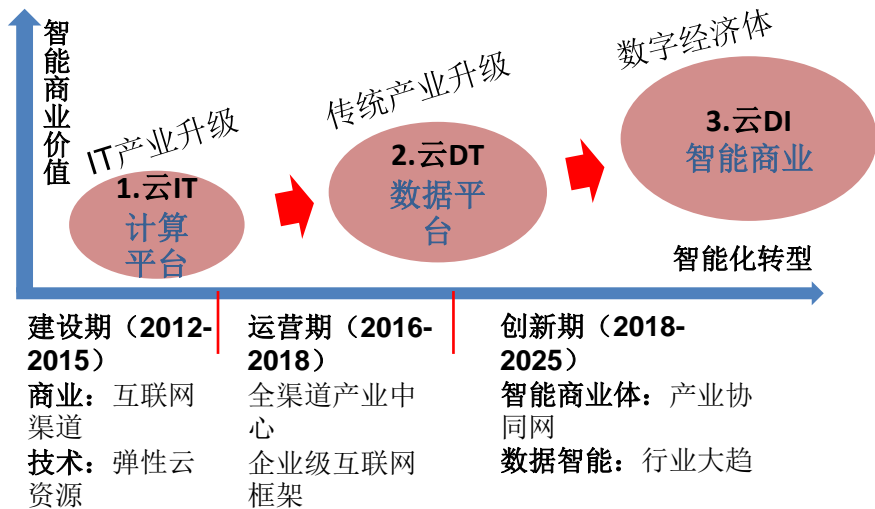 智能商业价值
IT产业升级
传统产业升级
数字经济体
1.云IT
计算
平台
2.云DT
数据平
台
3.云DI
智能商业
智能化转型
建设期（2012-
2015）
商业：互联网
渠道
技术：弹性云
资源
运营期（2016-
2018）
全渠道产业中
心
企业级互联网
框架
创新期（2018-
2025）
智能商业体：产业协
同网
数据智能：行业大趋